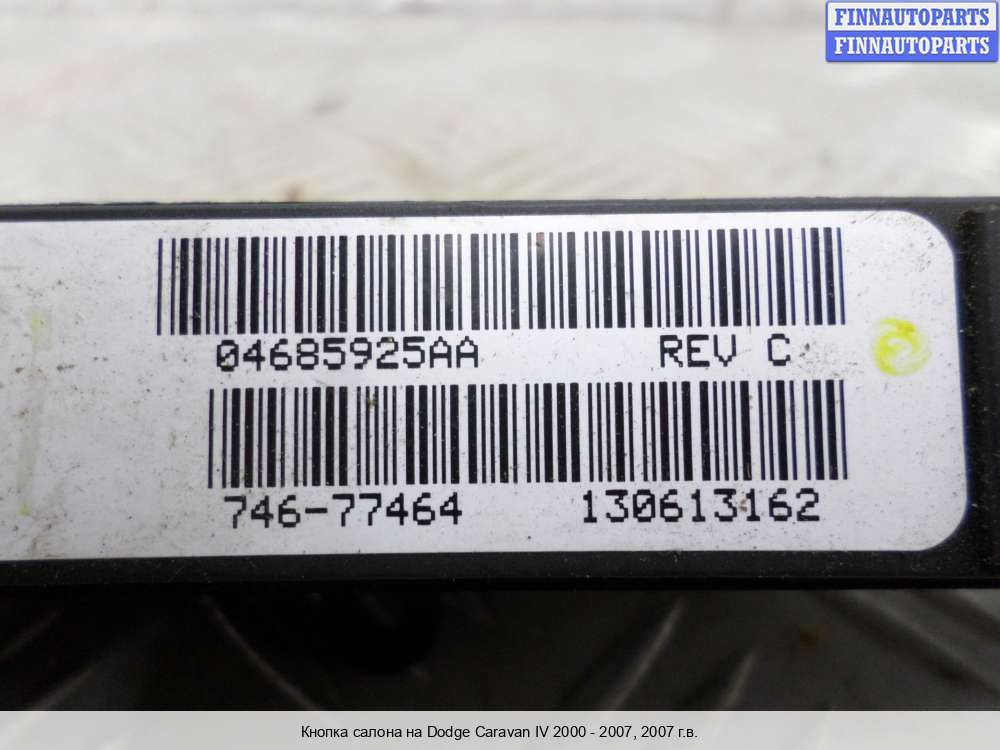 FINNAUTOPARTS
FINNAUTOPARTS
04685925AA REV C
746-77464 130613162
Кнопка салона на Dodge Caravan IV 2000 - 2007, 2007 г.в.